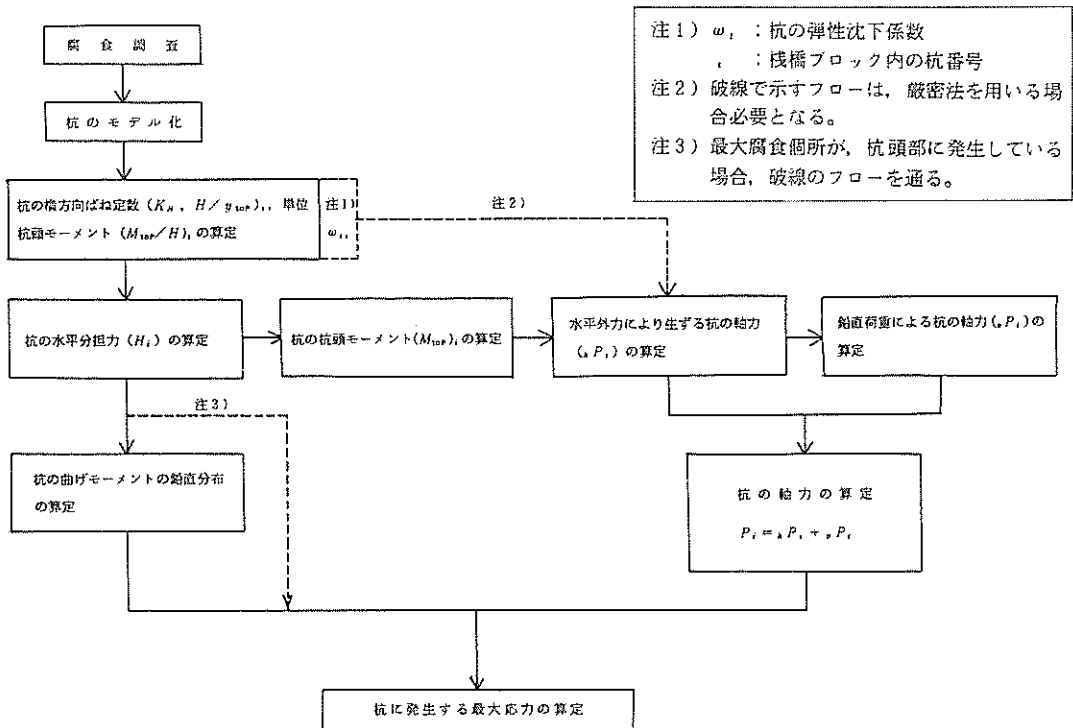 腐食調査
杭のモデル化
杭の横方向ばね定数(K_H, H/y_TOP)_i, 単位
杭頭モーメント(M_TOP/H)_i の算定
注1)
ω_i,
注2)
杭の水平分担力(H_i)の算定
杭の杭頭モーメント(M_TOP)_i の算定
水平外力により生ずる杭の軸力
(_hP_i)の算定
鉛直荷重による杭の軸力(_vP_i)の
算定
注3)
杭の曲げモーメントの鉛直分布
の算定
杭の軸力の算定
P_i=_hP_i+_vP_i
杭に発生する最大応力の算定
注1) ω_i :杭の弾性沈下係数
i :桟橋ブロック内の杭番号
注2) 破線で示すフローは,厳密法を用いる場
合必要となる。
注3) 最大腐食個所が,杭頭部に発生している
場合,破線のフローを通る。